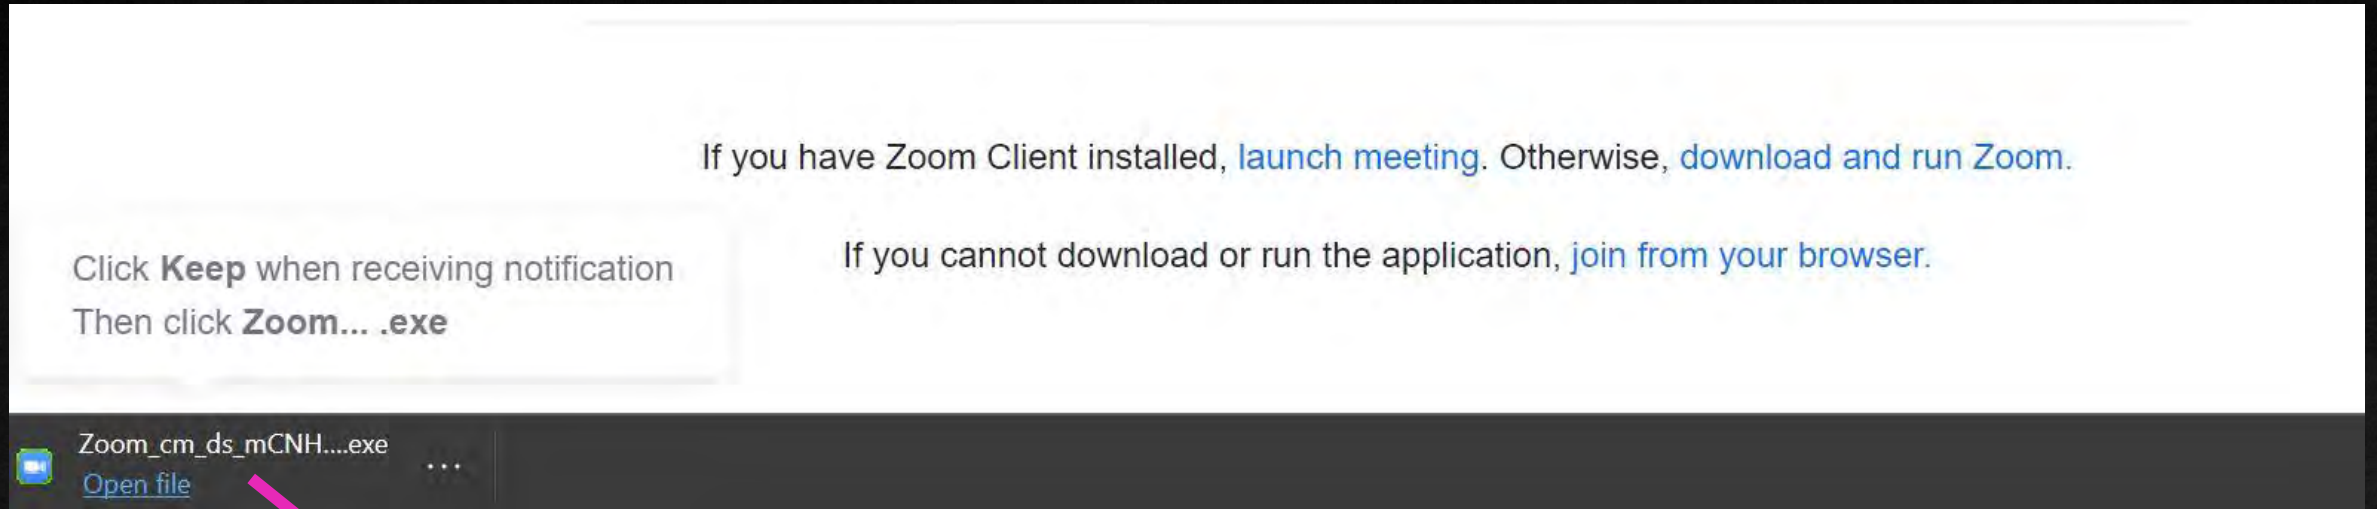 If you have Zoom Client installed, launch meeting. Otherwise, download and run Zoom.
If you cannot download or run the application, join from your browser.
Click Keep when receiving notification
Then click Zoom... .exe
Zoom_cm_ds_mCNH....exe
Open file
...